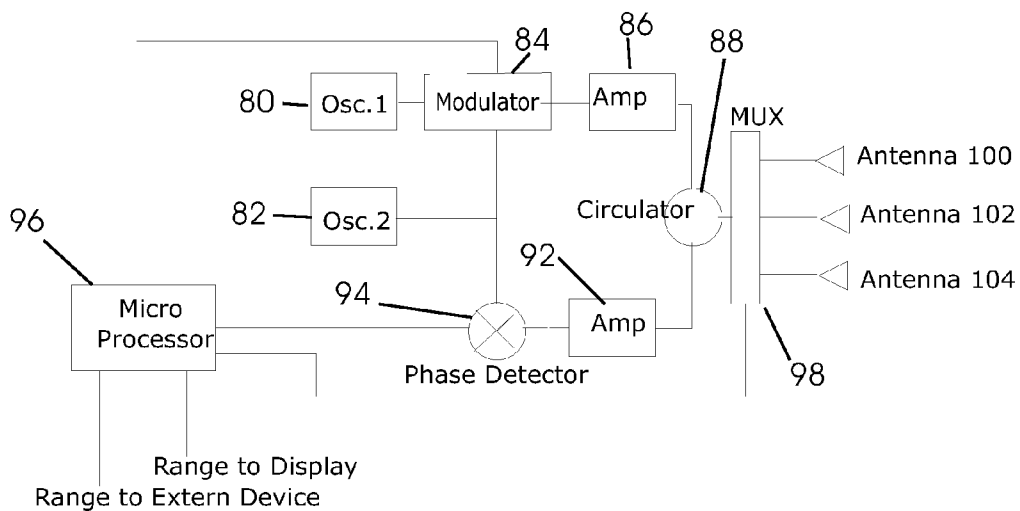 84
86
88
80
Osc.1
Modulator
Amp
MUX
Antenna 100
82
Osc.2
Circulator
Antenna 102
96
92
94
Antenna 104
Micro
Processor
Amp
Phase Detector
98
Range to Display
Range to Extern Device